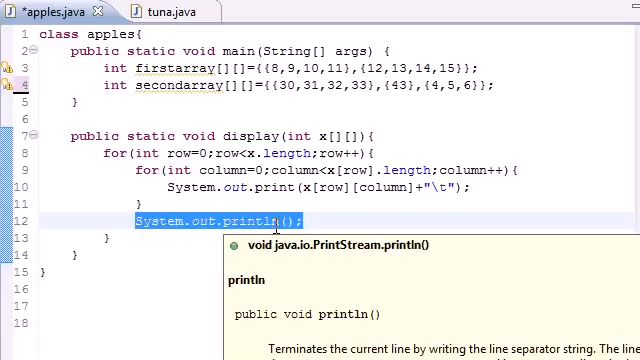 *apples.java
tuna.java
1 class apples{
2 public static void main(String[] args) {
3 int firstarray[][]={{8,9,10,11},{12,13,14,15}};
4 int secondarray[][]={{30,31,32,33},{43},{4,5,6}};
5 }
6
7 public static void display(int x[][]){
8 for(int row=0;row<x.length;row++){
9 for(int column=0;column<x[row].length;column++){
10 System.out.print(x[row][column]+"\t");
11 }
12 System.out.println();
13 }
14 }
15 }
16
17
18
void java.io.PrintStream.println()
println
public void println()
Terminates the current line by writing the line separator string. The line